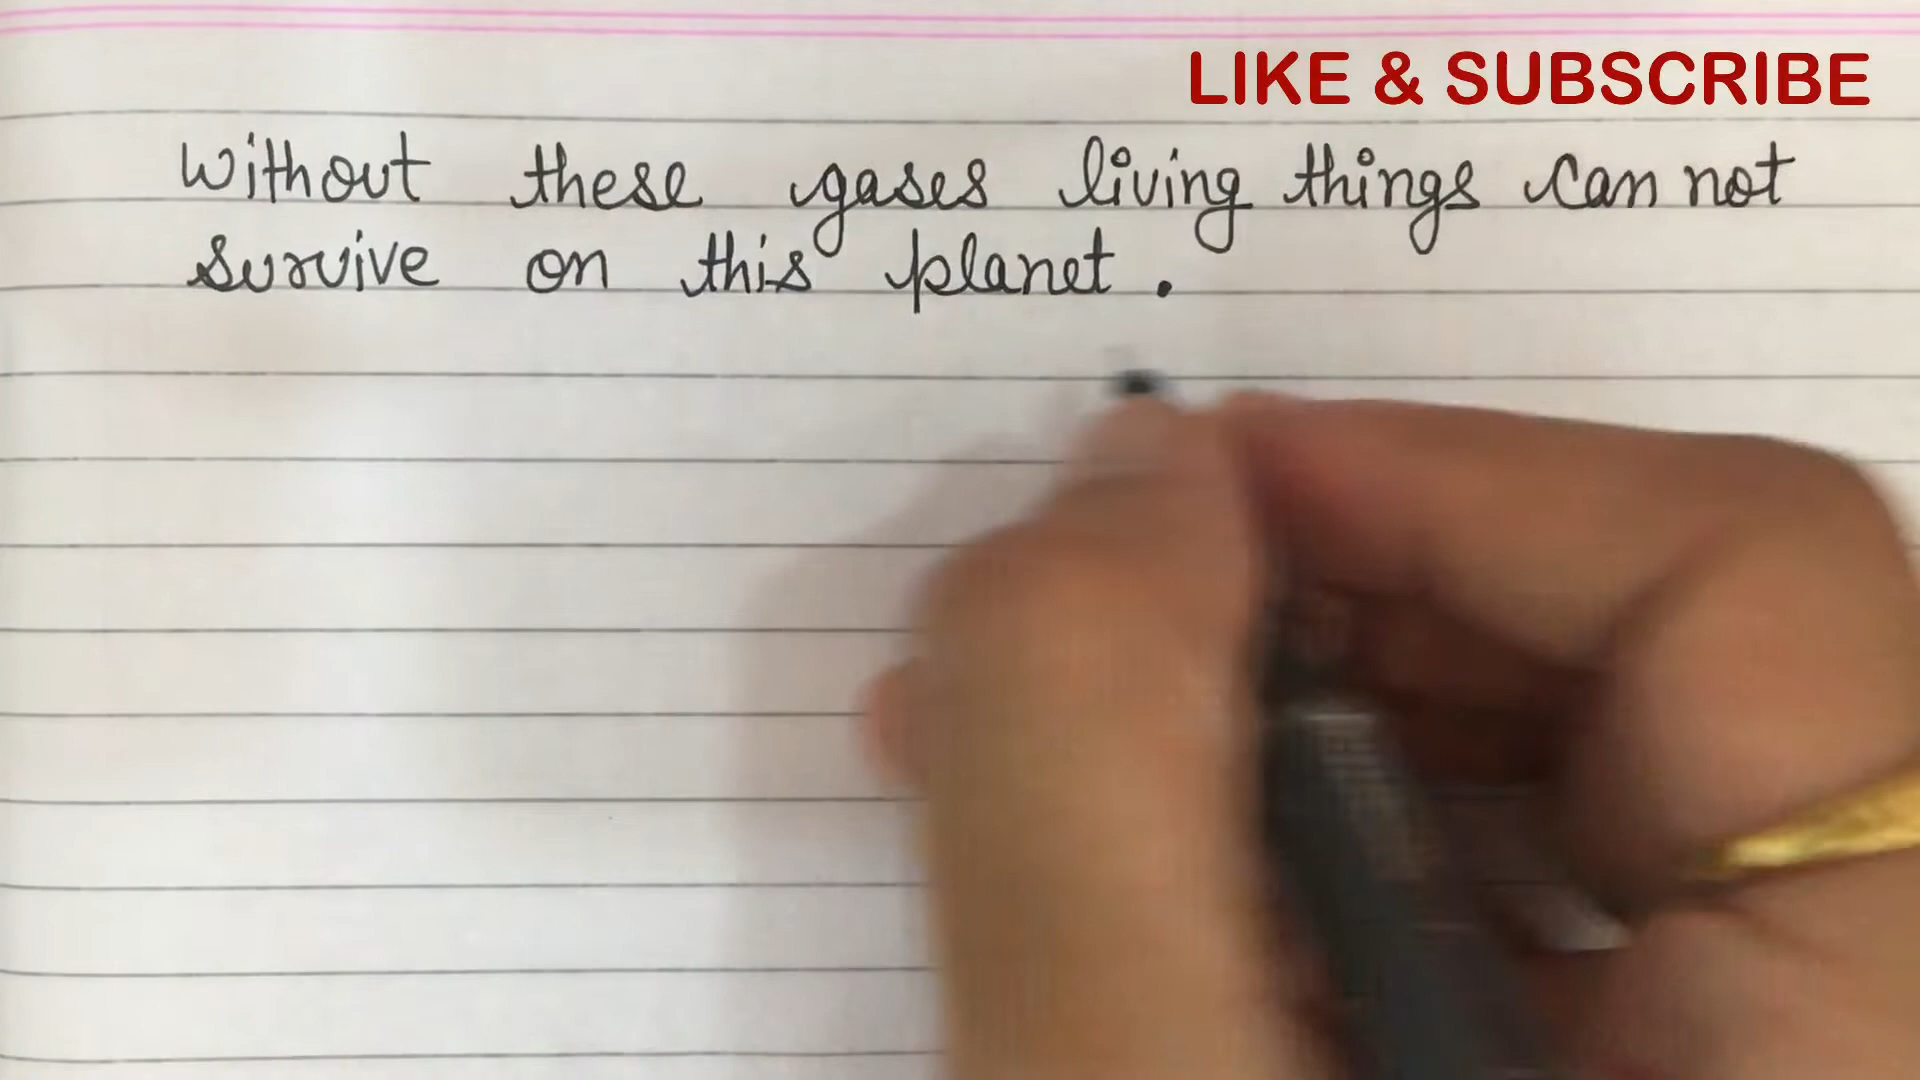 LIKE & SUBSCRIBE
Without these gases living things can not
survive on this planet.